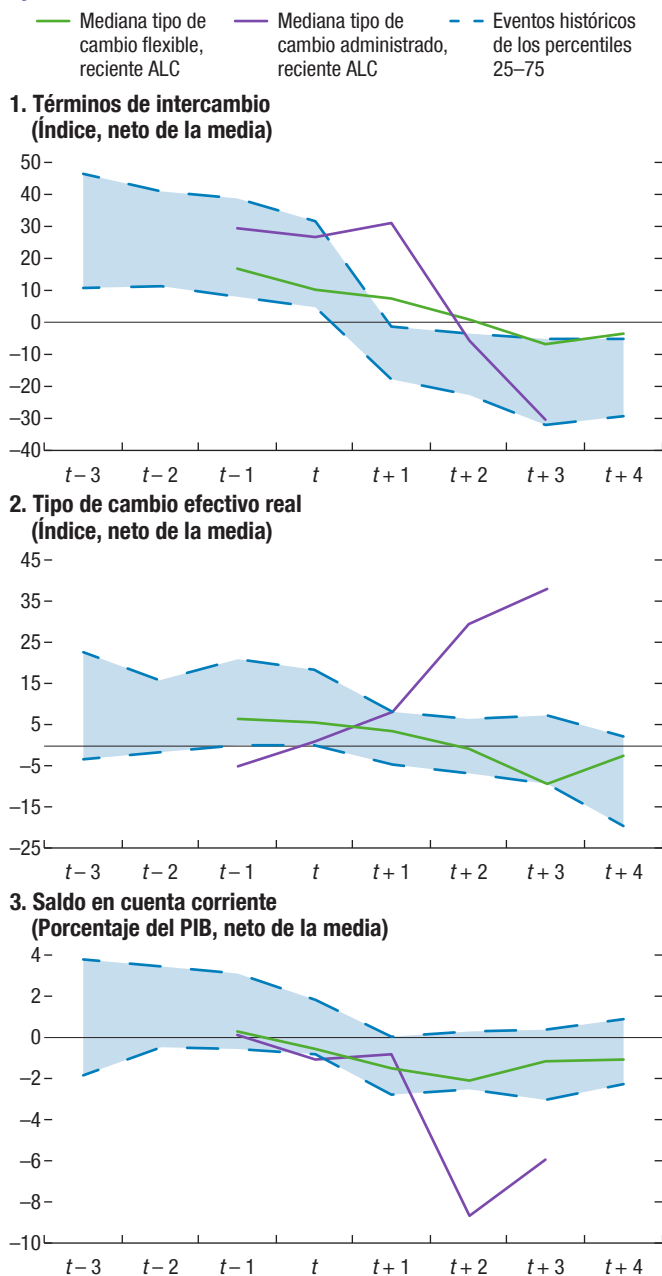 Mediana tipo de
cambio flexible,
reciente ALC
Mediana tipo de
cambio administrado,
reciente ALC
Eventos históricos
de los percentiles
25–75
1. Términos de intercambio
(Índice, neto de la media)
50
40
30
20
10
0
–10
–20
–30
–40
t – 3 t – 2 t – 1 t t + 1 t + 2 t + 3 t + 4
2. Tipo de cambio efectivo real
(Índice, neto de la media)
45
35
25
15
5
–5
–15
–25
t – 3 t – 2 t – 1 t t + 1 t + 2 t + 3 t + 4
3. Saldo en cuenta corriente
(Porcentaje del PIB, neto de la media)
4
2
0
–2
–4
–6
–8
–10
t – 3 t – 2 t – 1 t t + 1 t + 2 t + 3 t + 4